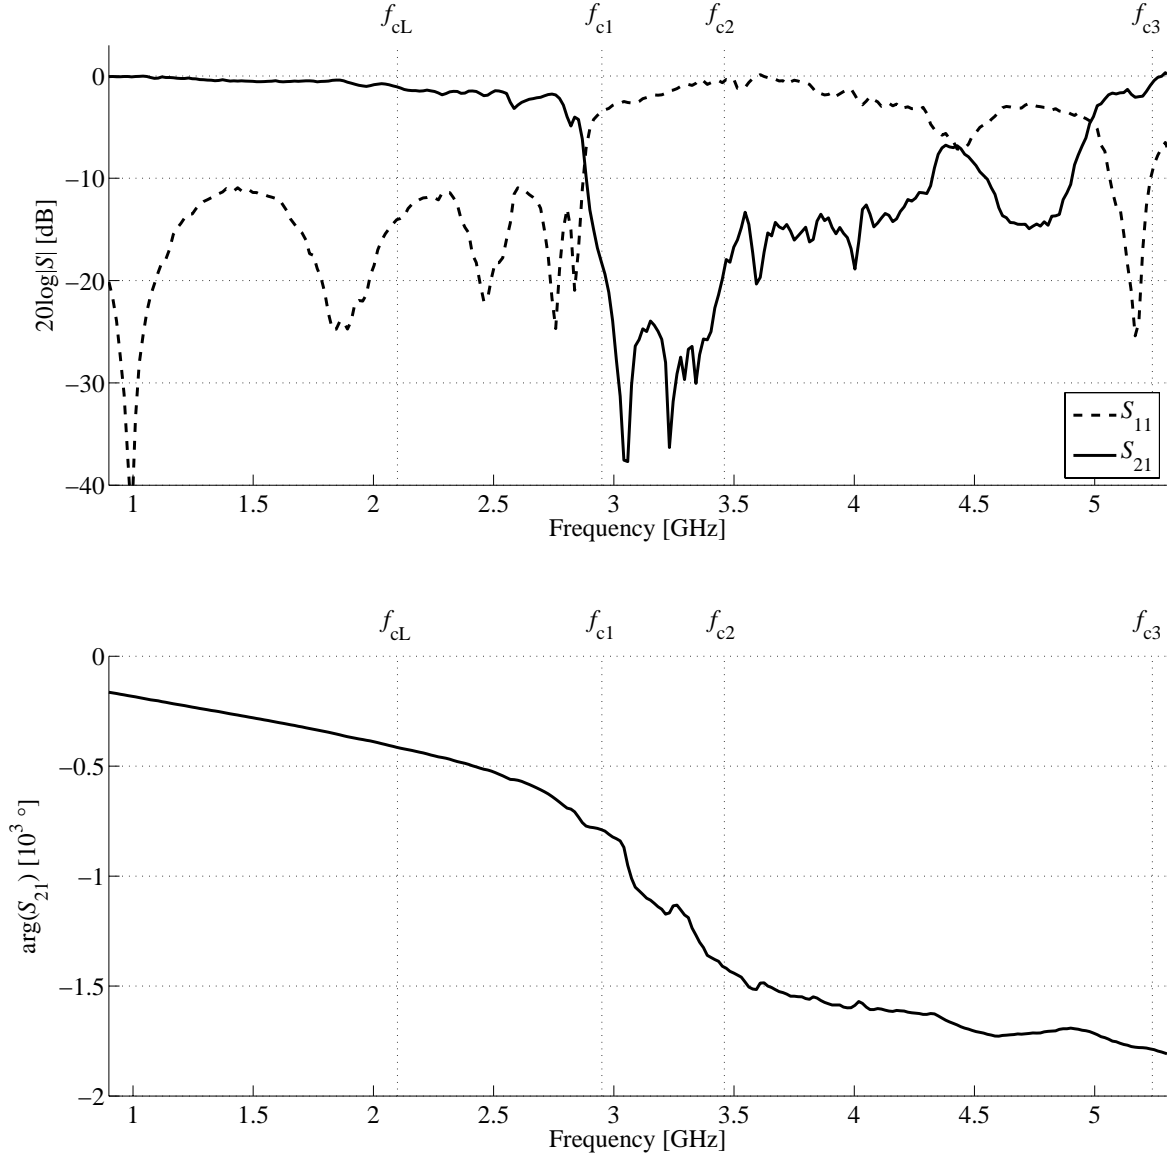 f_cL f_c1 f_c2 f_c3
0
−10
−20
−30
−40
20log|S| [dB]
S_11
S_21
1 1.5 2 2.5 3 3.5 4 4.5 5
Frequency [GHz]
f_cL f_c1 f_c2 f_c3
0
−0.5
−1
−1.5
−2
arg(S_21) [10^3 °]
1 1.5 2 2.5 3 3.5 4 4.5 5
Frequency [GHz]